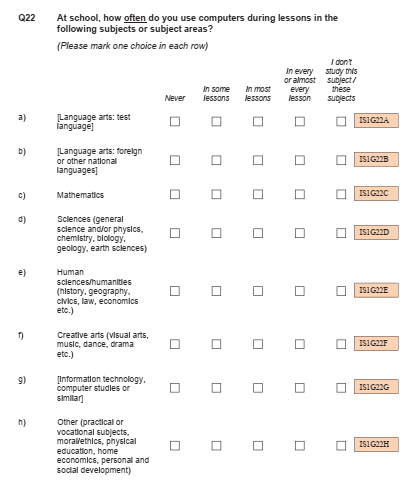 Q22 At school, how often do you use computers during lessons in the
following subjects or subject areas?
(Please mark one choice in each row)
Never
In some
lessons
In most
lessons
In every
or almost
every
lesson
I don't
study this
subject /
these
subjects
a) [Language arts: test
language]
IS1G22A
b) [Language arts: foreign
or other national
languages]
IS1G22B
c) Mathematics
IS1G22C
d) Sciences (general
science and/or physics,
chemistry, biology,
geology, earth sciences)
IS1G22D
e) Human
sciences/humanities
(history, geography,
civics, law, economics
etc.)
IS1G22E
f) Creative arts (visual arts,
music, dance, drama
etc.)
IS1G22F
g) [Information technology,
computer studies or
similar]
IS1G22G
h) Other (practical or
vocational subjects,
moral/ethics, physical
education, home
economics, personal and
social development)
IS1G22H